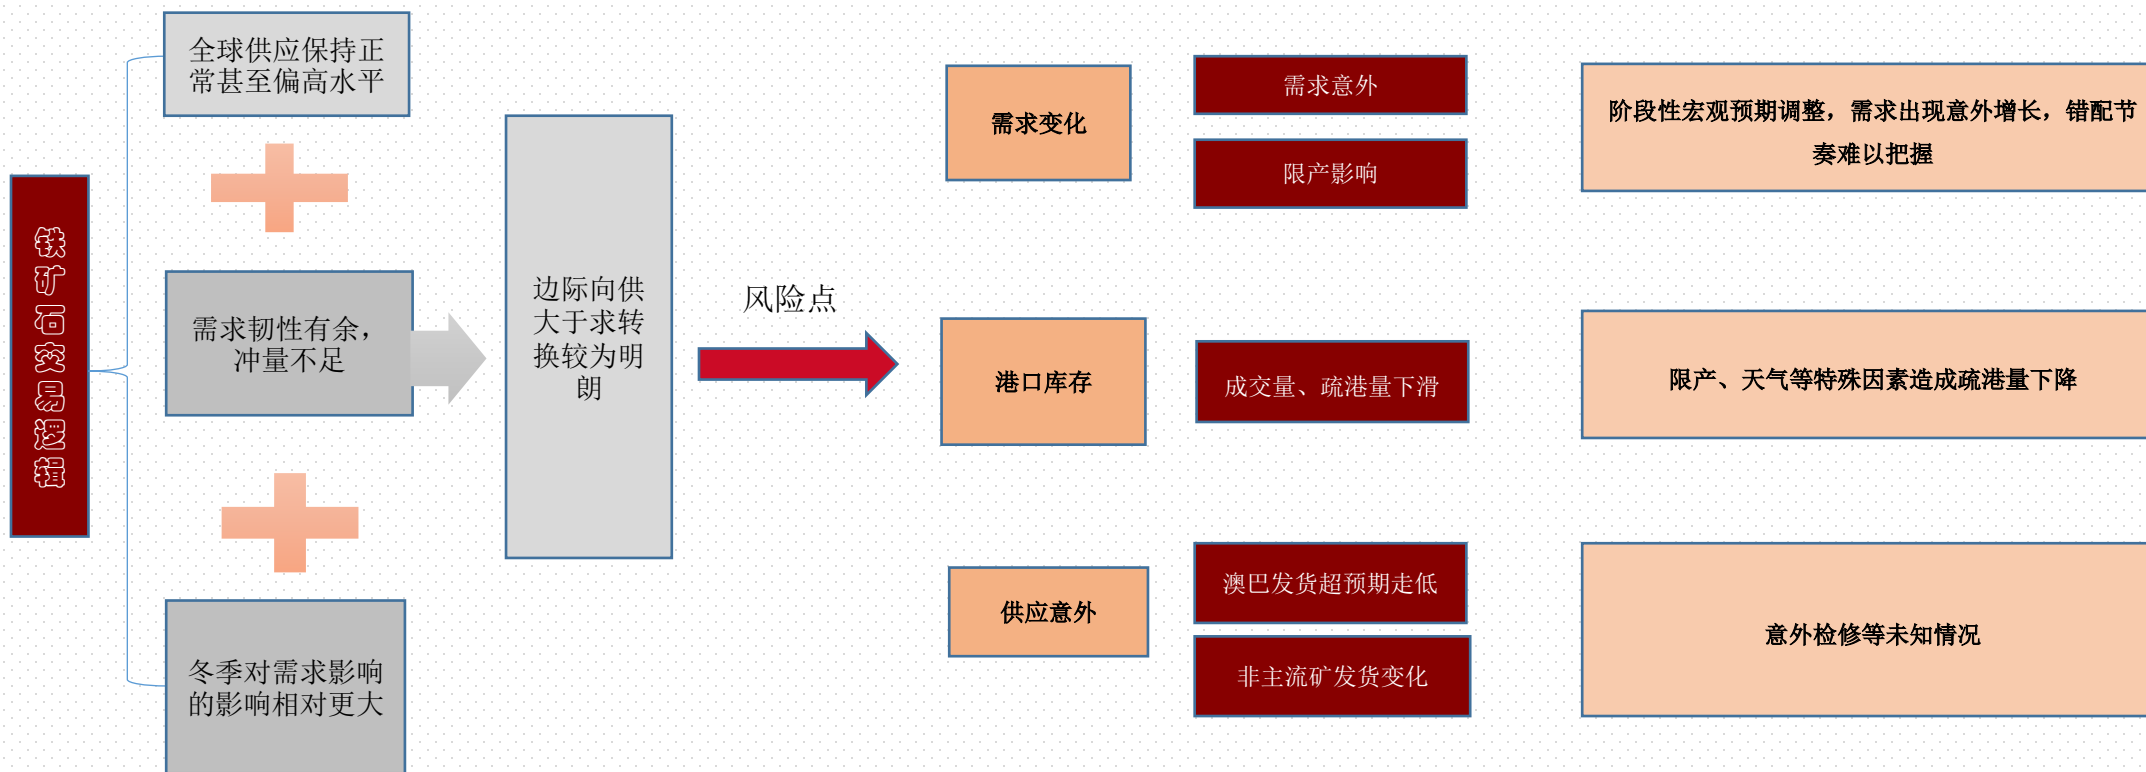 铁矿石交易逻辑
全球供应保持正
常甚至偏高水平
需求韧性有余，
冲量不足
冬季对需求影响
的影响相对更大
边际向供
大于求转
换较为明
朗
风险点
需求变化
需求意外
限产影响
阶段性宏观预期调整，需求出现意外增长，错配节
奏难以把握
港口库存
成交量、疏港量下滑
限产、天气等特殊因素造成疏港量下降
供应意外
澳巴发货超预期走低
非主流矿发货变化
意外检修等未知情况